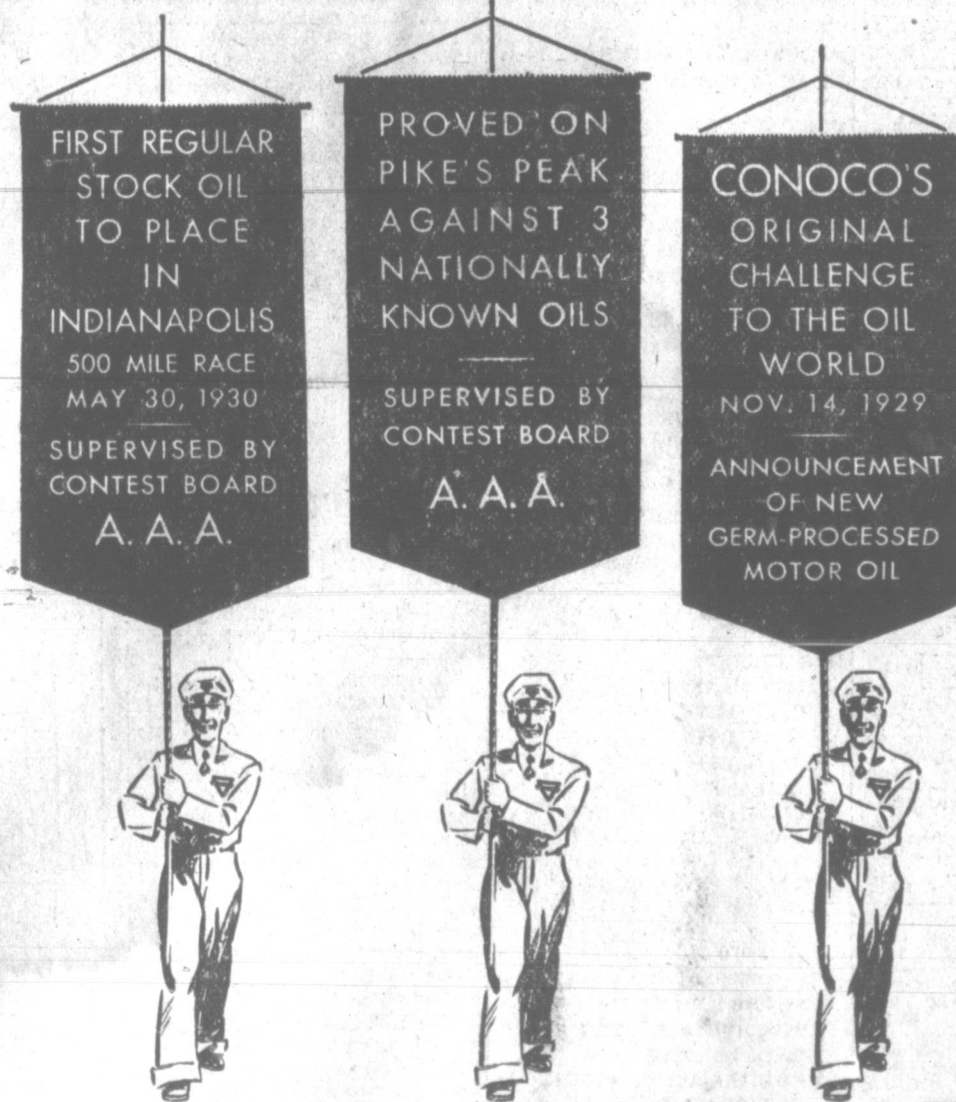 FIRST REGULAR
STOCK OIL
TO PLACE
IN
INDIANAPOLIS
500 MILE RACE
MAY 30, 1930
SUPERVISED BY
CONTEST BOARD
A. A. A.
PROVED ON
PIKE'S PEAK
AGAINST 3
NATIONALLY
KNOWN OILS
SUPERVISED BY
CONTEST BOARD
A. A. A.
CONOCO'S
ORIGINAL
CHALLENGE
TO THE OIL
WORLD
NOV. 14, 1929
ANNOUNCEMENT
OF NEW
GERM-PROCESSED
MOTOR OIL